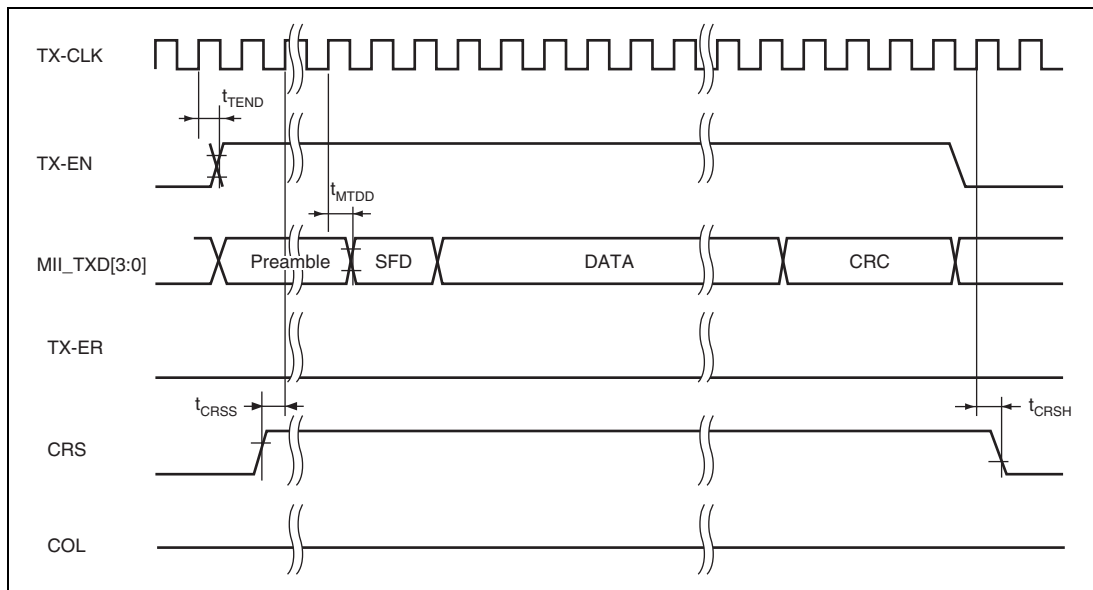 TX-CLK
tTEND
TX-EN
tMTDD
MII_TXD[3:0]
Preamble
SFD
DATA
CRC
TX-ER
tCRSS
tCRSH
CRS
COL